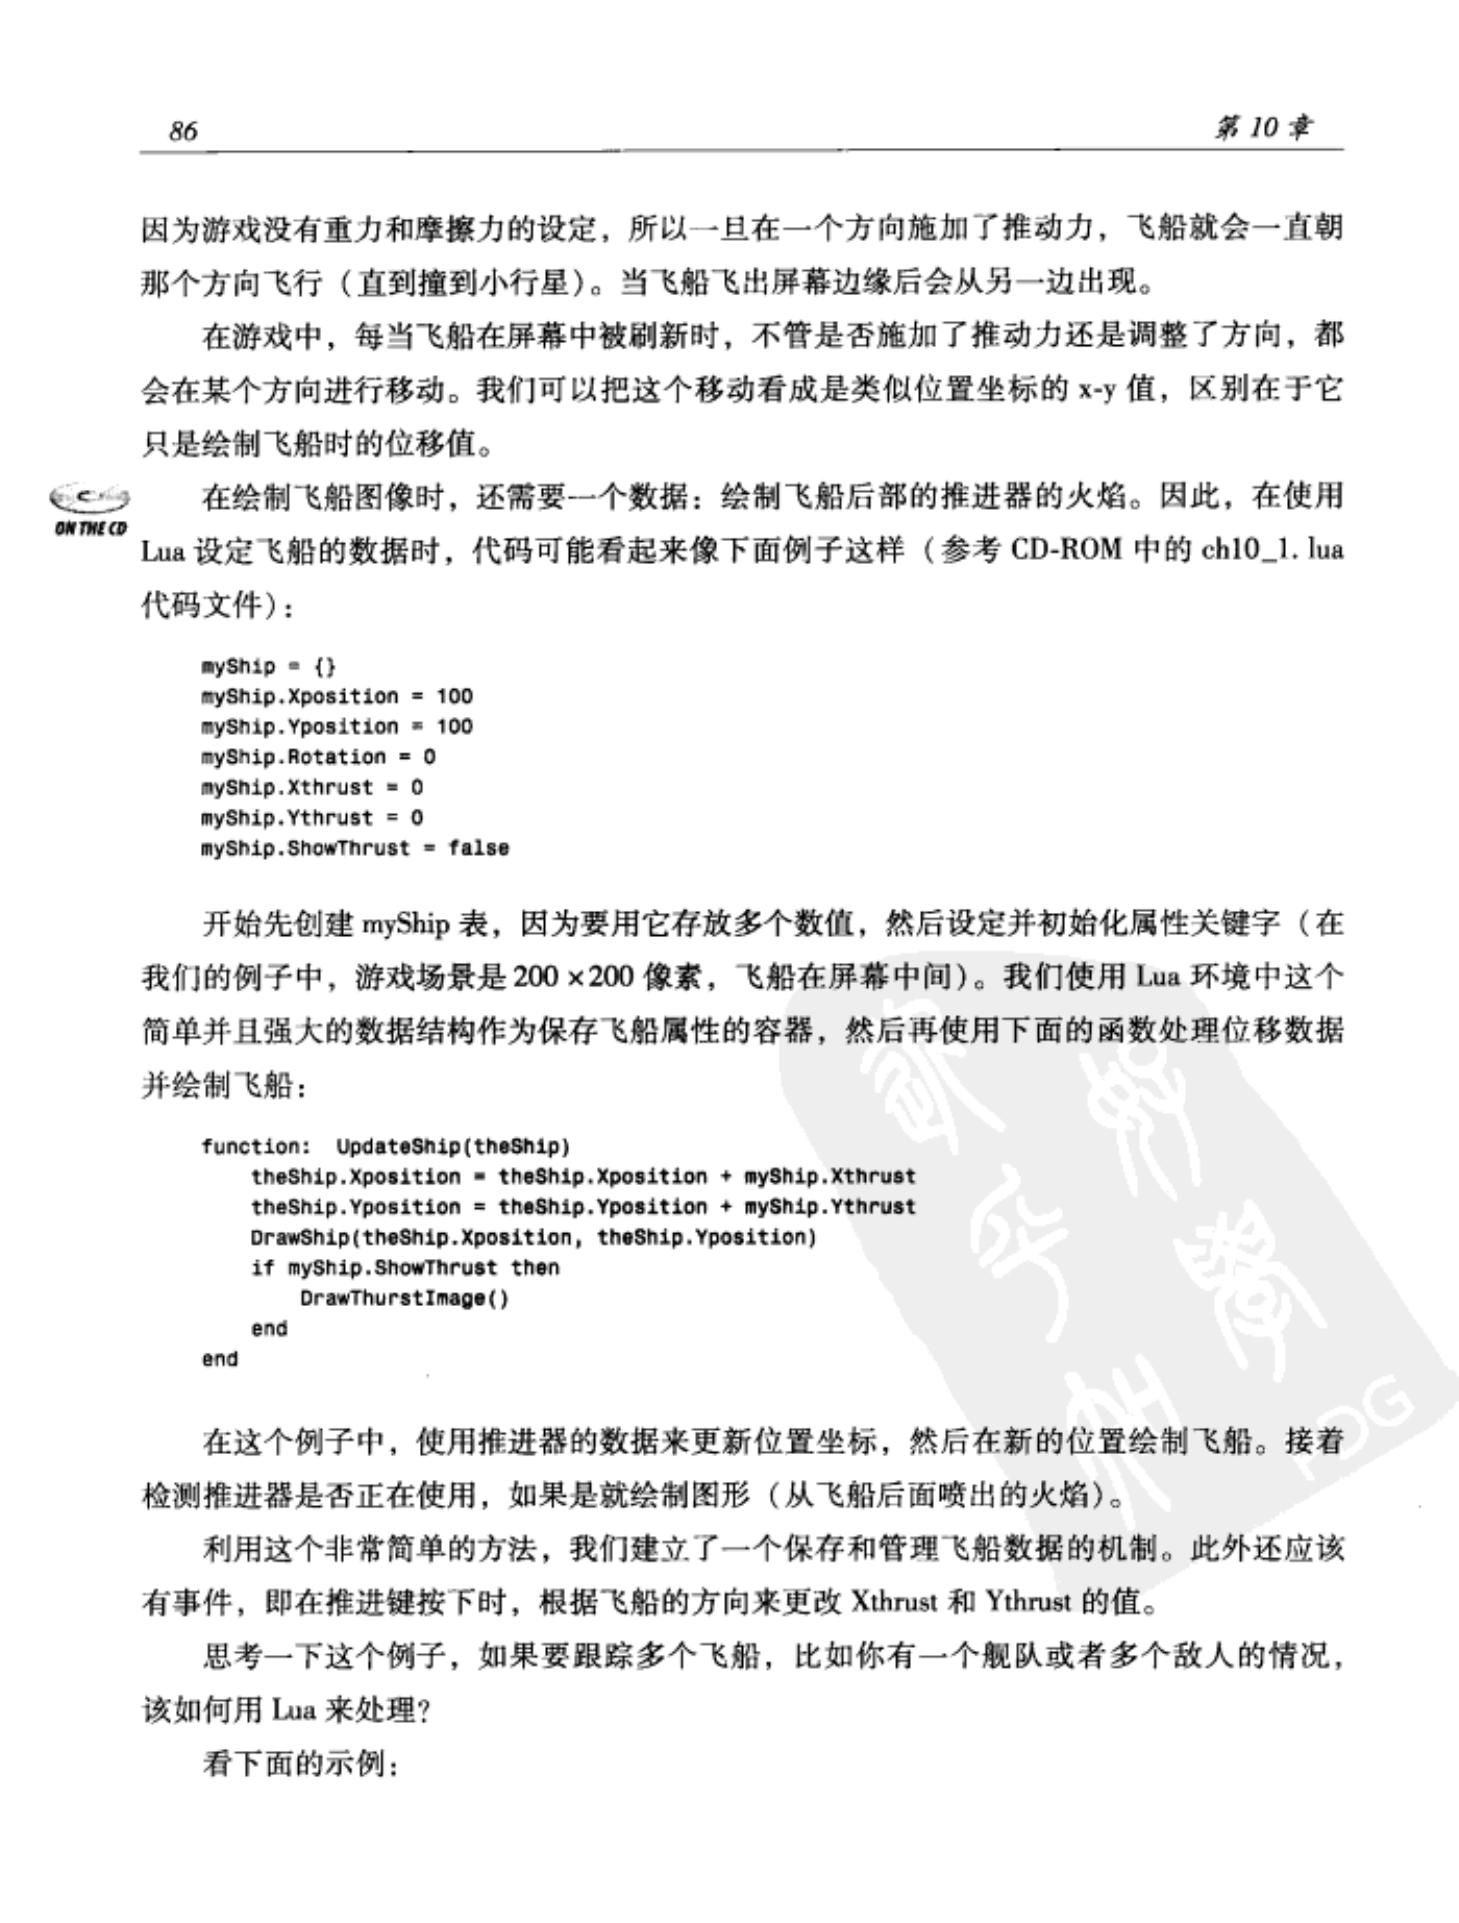 86
第 10 章
因为游戏没有重力和摩擦力的设定，所以一旦在一个方向施加了推动力，飞船就会一直朝
那个方向飞行（直到撞到小行星）。当飞船飞出屏幕边缘后会从另一边出现。
在游戏中，每当飞船在屏幕中被刷新时，不管是否施加了推动力还是调整了方向，都
会在某个方向进行移动。我们可以把这个移动看成是类似位置坐标的 x-y 值，区别在于它
只是绘制飞船时的位移值。
在绘制飞船图像时，还需要一个数据：绘制飞船后部的推进器的火焰。因此，在使用
ON THE CD
Lua 设定飞船的数据时，代码可能看起来像下面例子这样（参考 CD-ROM 中的 ch10_1. lua
代码文件）：
myShip = {}
myShip.Xposition = 100
myShip.Yposition = 100
myShip.Rotation = 0
myShip.Xthrust = 0
myShip.Ythrust = 0
myShip.ShowThrust = false
开始先创建 myShip 表，因为要用它存放多个数值，然后设定并初始化属性关键字（在
我们的例子中，游戏场景是 200 ×200 像素，飞船在屏幕中间）。我们使用 Lua 环境中这个
简单并且强大的数据结构作为保存飞船属性的容器，然后再使用下面的函数处理位移数据
并绘制飞船：
function: UpdateShip(theShip)
theShip.Xposition = theShip.Xposition + myShip.Xthrust
theShip.Yposition = theShip.Yposition + myShip.Ythrust
DrawShip(theShip.Xposition, theShip.Yposition)
if myShip.ShowThrust then
DrawThurstImage()
end
end
在这个例子中，使用推进器的数据来更新位置坐标，然后在新的位置绘制飞船。接着
检测推进器是否正在使用，如果是就绘制图形（从飞船后面喷出的火焰）。
利用这个非常简单的方法，我们建立了一个保存和管理飞船数据的机制。此外还应该
有事件，即在推进键按下时，根据飞船的方向来更改 Xthrust 和 Ythrust 的值。
思考一下这个例子，如果要跟踪多个飞船，比如你有一个舰队或者多个敌人的情况，
该如何用 Lua 来处理？
看下面的示例：
PDG